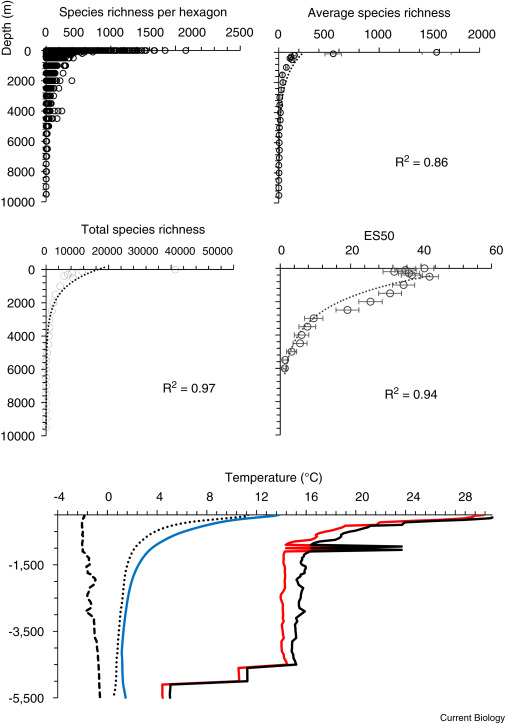 Species richness per hexagon
Depth (m)
0 500 1000 1500 2000 2500
0
2000
4000
6000
8000
10000
Average species richness
0 500 1000 1500 2000
R² = 0.86
Total species richness
0 10000 20000 30000 40000 50000
0
2000
4000
6000
8000
10000
R² = 0.97
ES50
0 20 40 60
R² = 0.94
Temperature (°C)
-4 0 4 8 12 16 20 24 28
-1,500
-3,500
-5,500
Current Biology